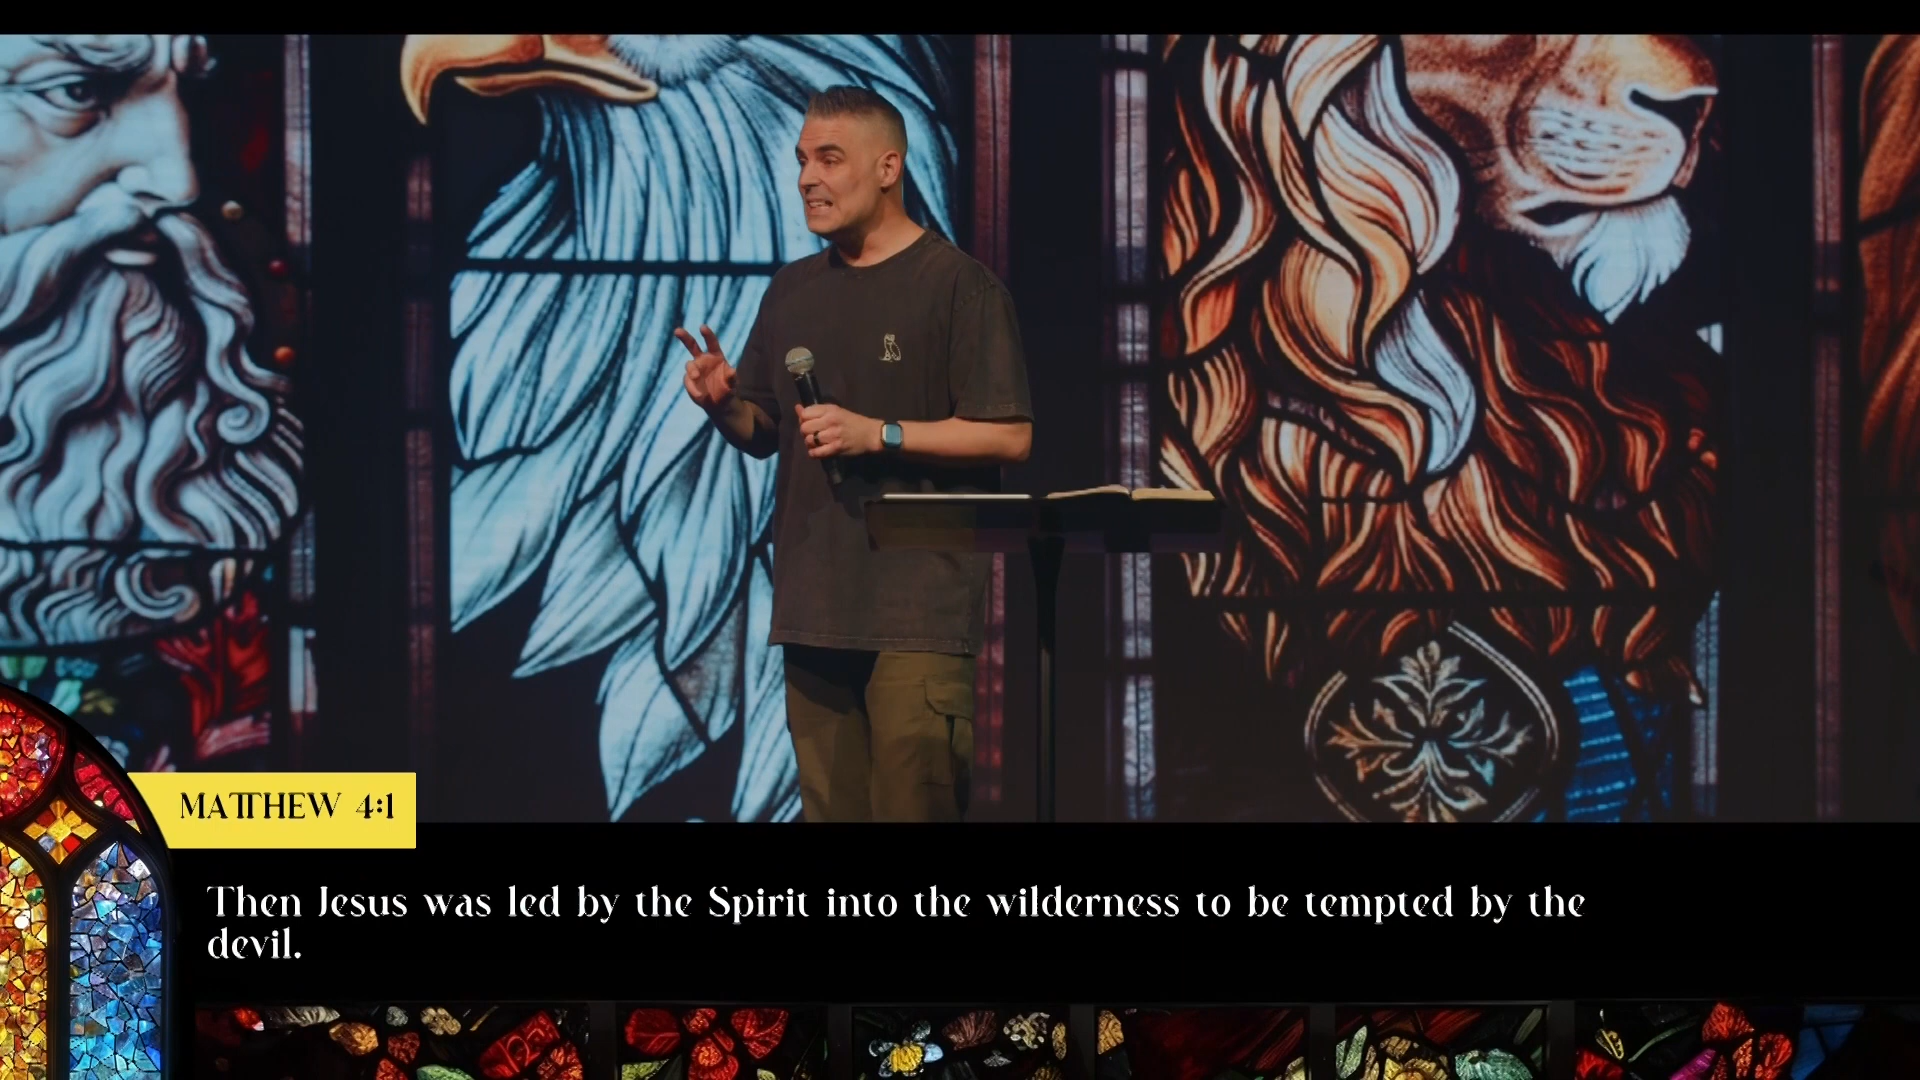 MATTHEW 4:1
Then Jesus was led by the Spirit into the wilderness to be tempted by the
devil.